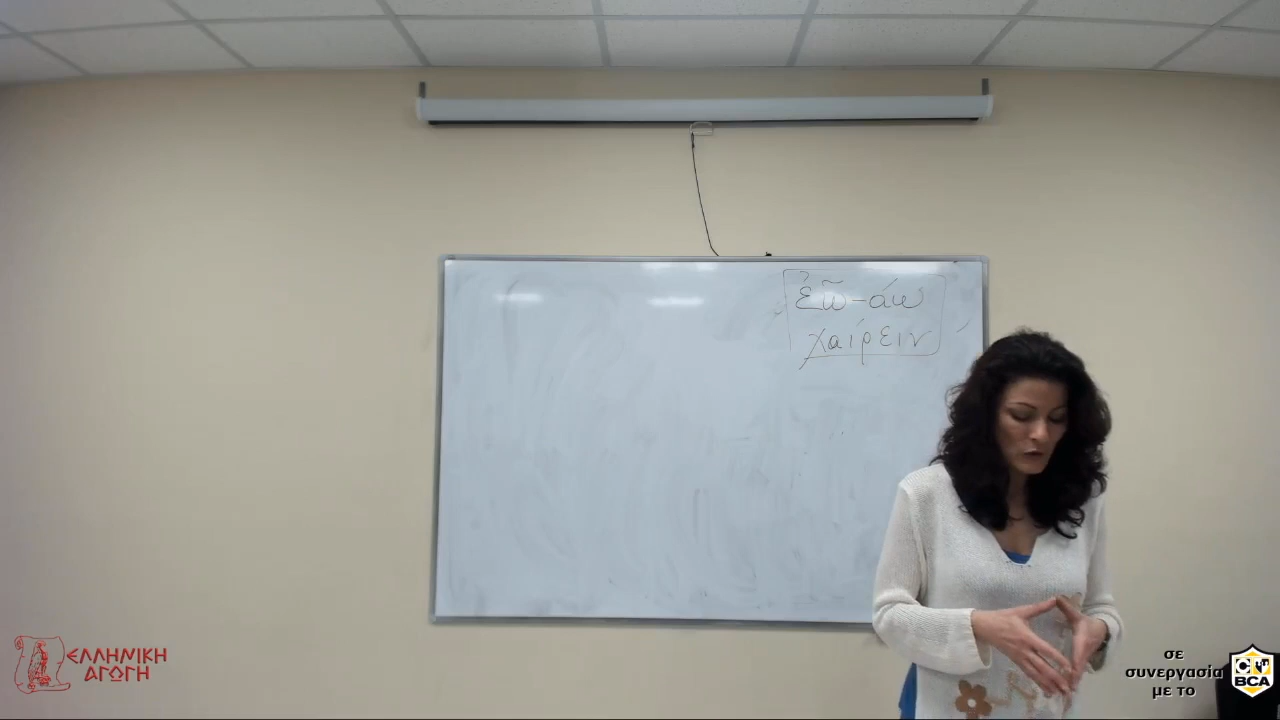 ἐῶ-άω
χαίρειν
ΕΛΛΗΝΙΚΗ
ΑΓΩΓΗ
σε
συνεργασία
με το
BCA